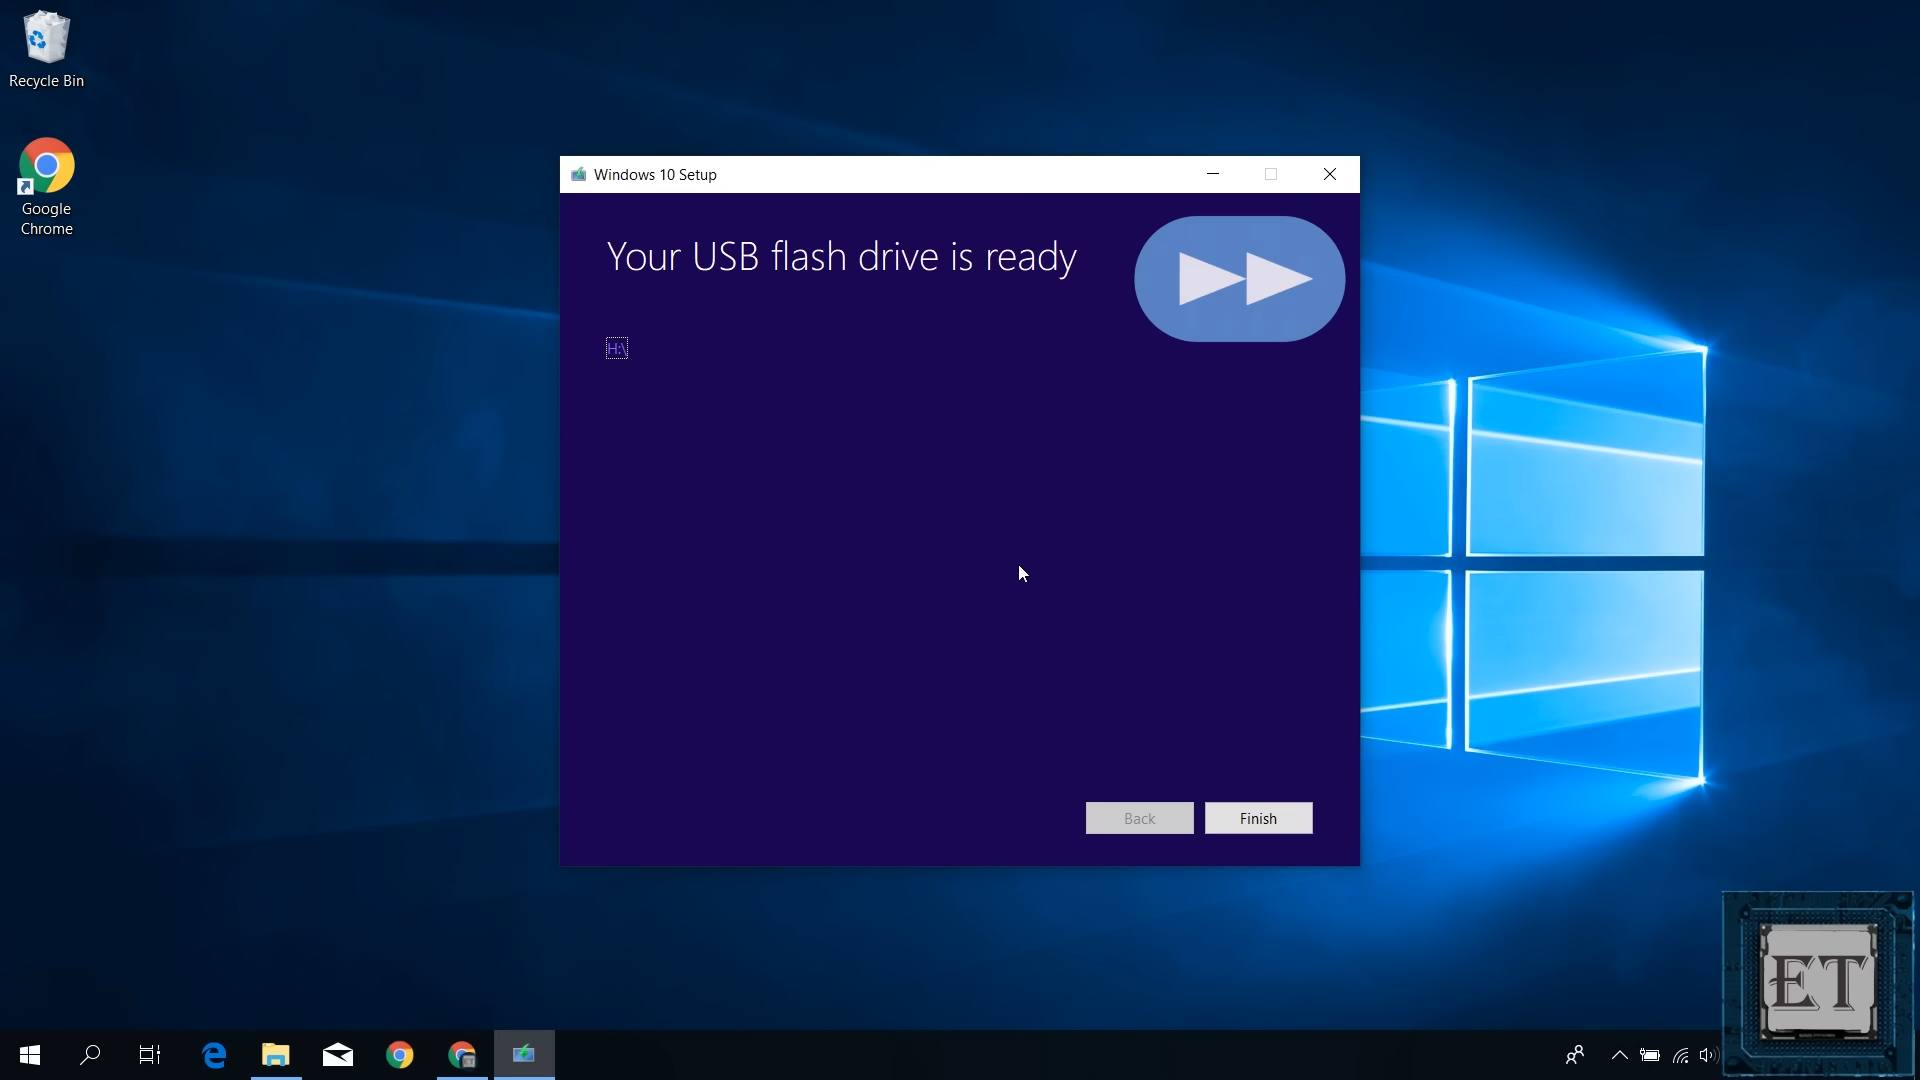 Recycle Bin
Google
Chrome
Windows 10 Setup
Your USB flash drive is ready
H:\
Back
Finish
ET